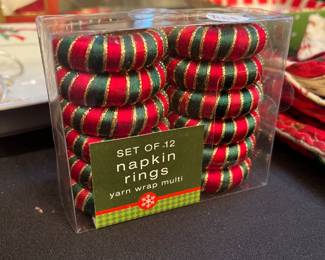 SET OF 12
napkin
rings
yarn wrap multi